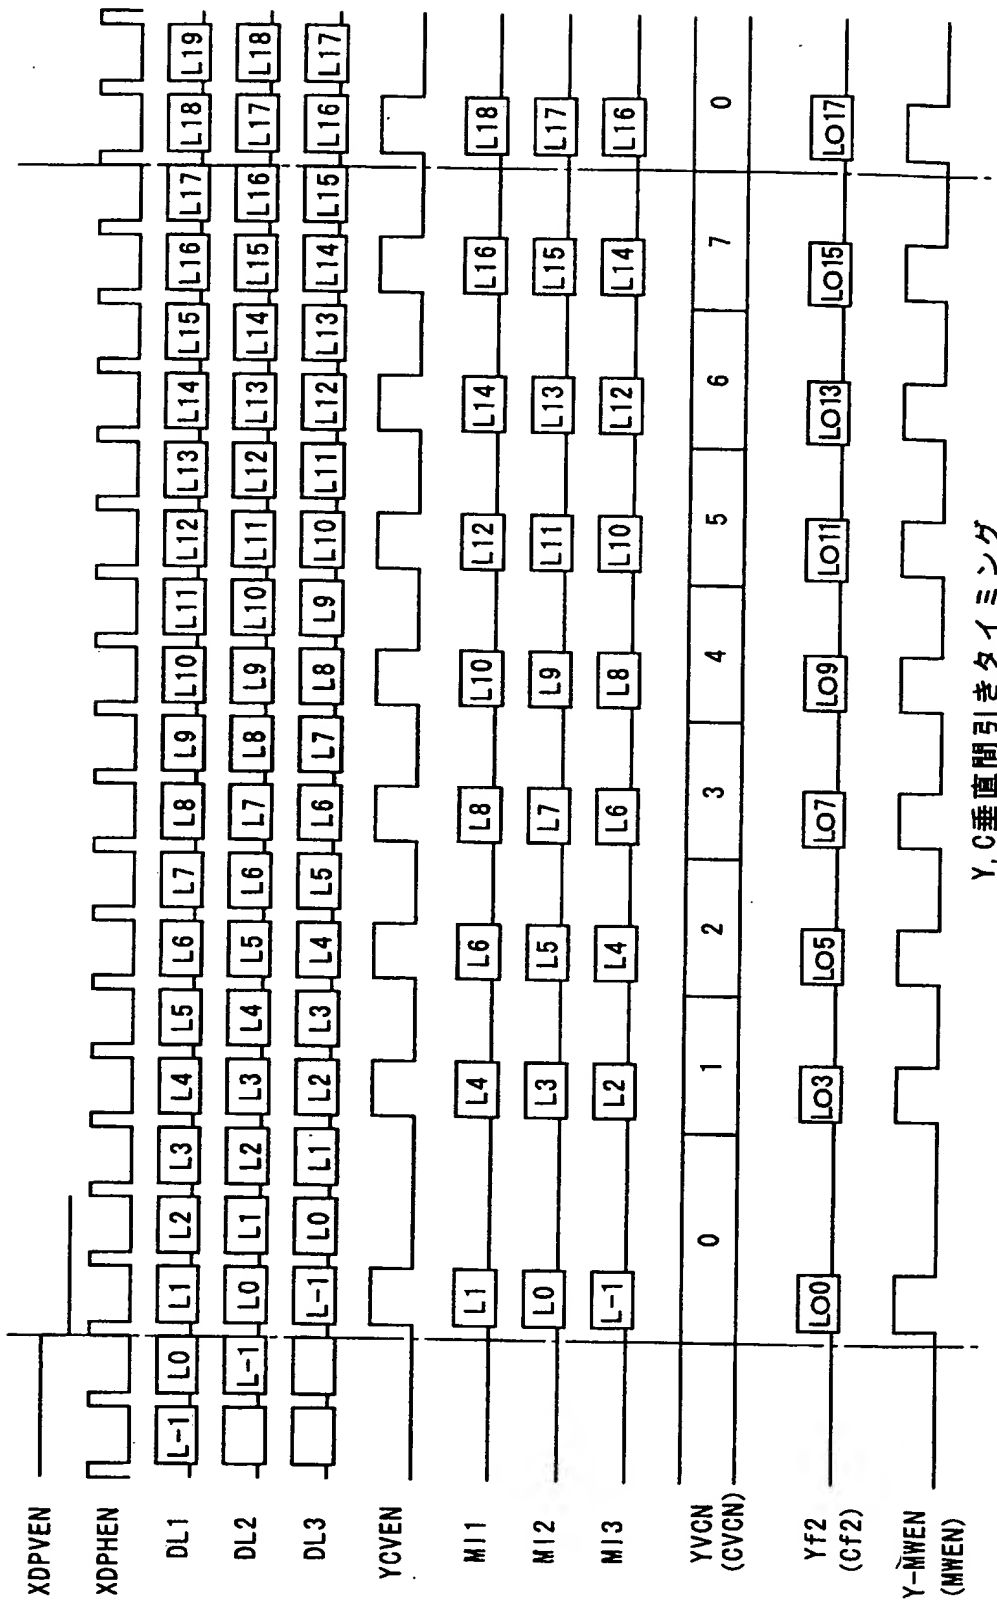 XDPVEN
XDPHEN
DL1 L-1 L0 L1 L2 L3 L4 L5 L6 L7 L8 L9 L10 L11 L12 L13 L14 L15 L16 L17 L18 L19
DL2 L-1 L0 L1 L2 L3 L4 L5 L6 L7 L8 L9 L10 L11 L12 L13 L14 L15 L16 L17 L18
DL3 L-1 L0 L1 L2 L3 L4 L5 L6 L7 L8 L9 L10 L11 L12 L13 L14 L15 L16 L17
YCVEN
MI1 L1 L4 L6 L8 L10 L12 L14 L16 L18
MI2 L0 L3 L5 L7 L9 L11 L13 L15 L17
MI3 L-1 L2 L4 L6 L8 L10 L12 L14 L16
YVCN 0 1 2 3 4 5 6 7 0
(CVCN)
Yf2 LO0 LO3 LO5 LO7 LO9 LO11 LO13 LO15 LO17
(Cf2)
Y-MWEN
(MWEN)
Y,C垂直間引きタイミング